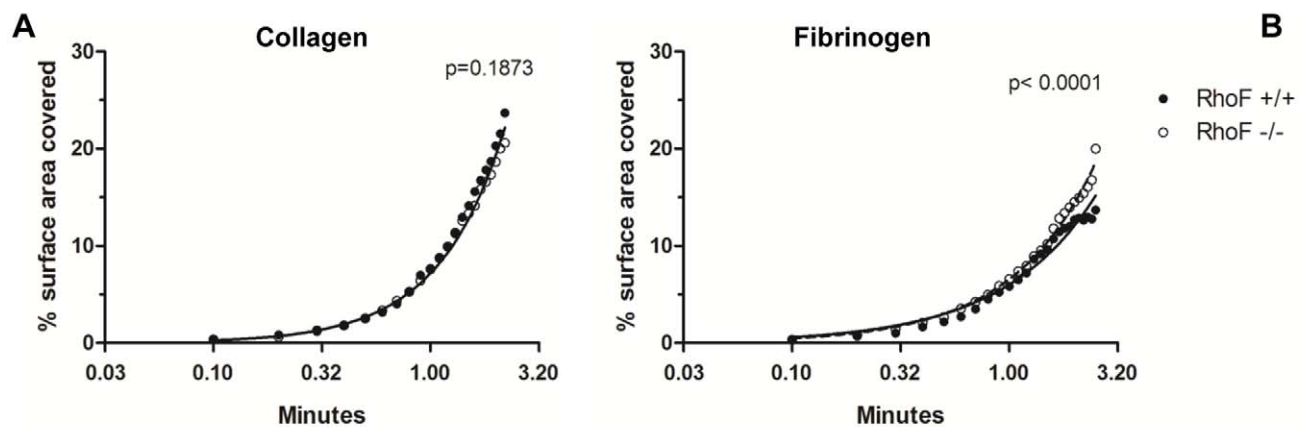 A
Collagen
p=0.1873
% surface area covered
30
20
10
0
0.03 0.10 0.32 1.00 3.20
Minutes
Fibrinogen
B
p< 0.0001
% surface area covered
30
20
10
0
0.03 0.10 0.32 1.00 3.20
Minutes
RhoF +/+
RhoF -/-